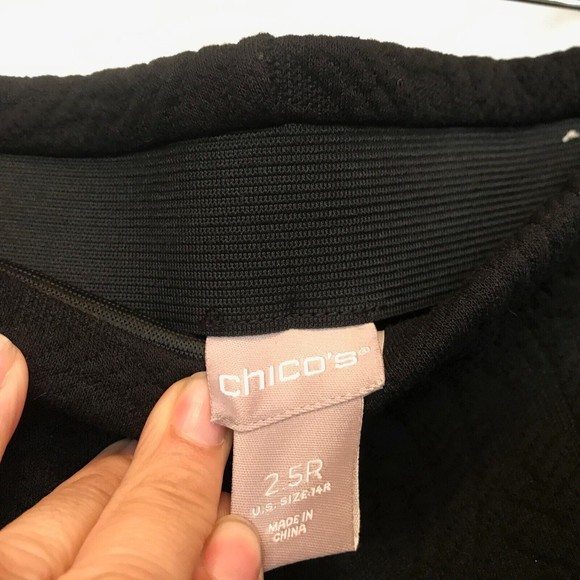 chico's®
2.5R
U.S. SIZE:14R
MADE IN
CHINA